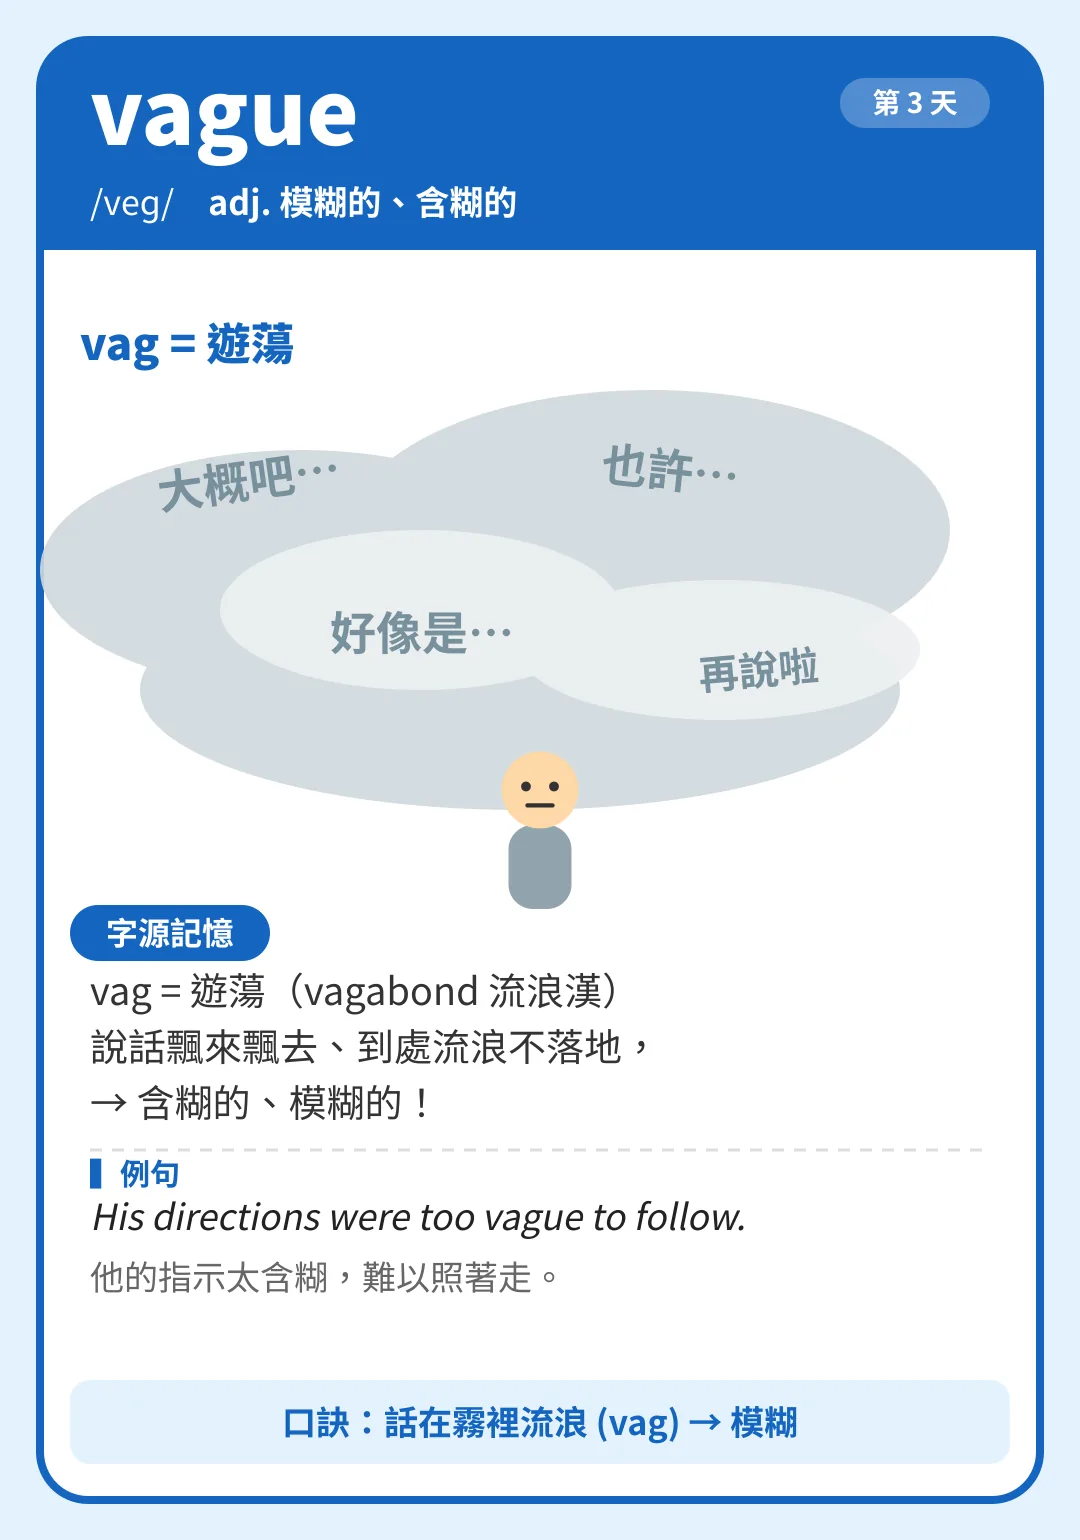 vague
第 3 天
/veg/ adj. 模糊的、含糊的
vag = 遊蕩
大概吧…
也許…
好像是…
再說啦
字源記憶
vag = 遊蕩（vagabond 流浪漢）
說話飄來飄去、到處流浪不落地，
→ 含糊的、模糊的！
例句
His directions were too vague to follow.
他的指示太含糊，難以照著走。
口訣：話在霧裡流浪 (vag) → 模糊